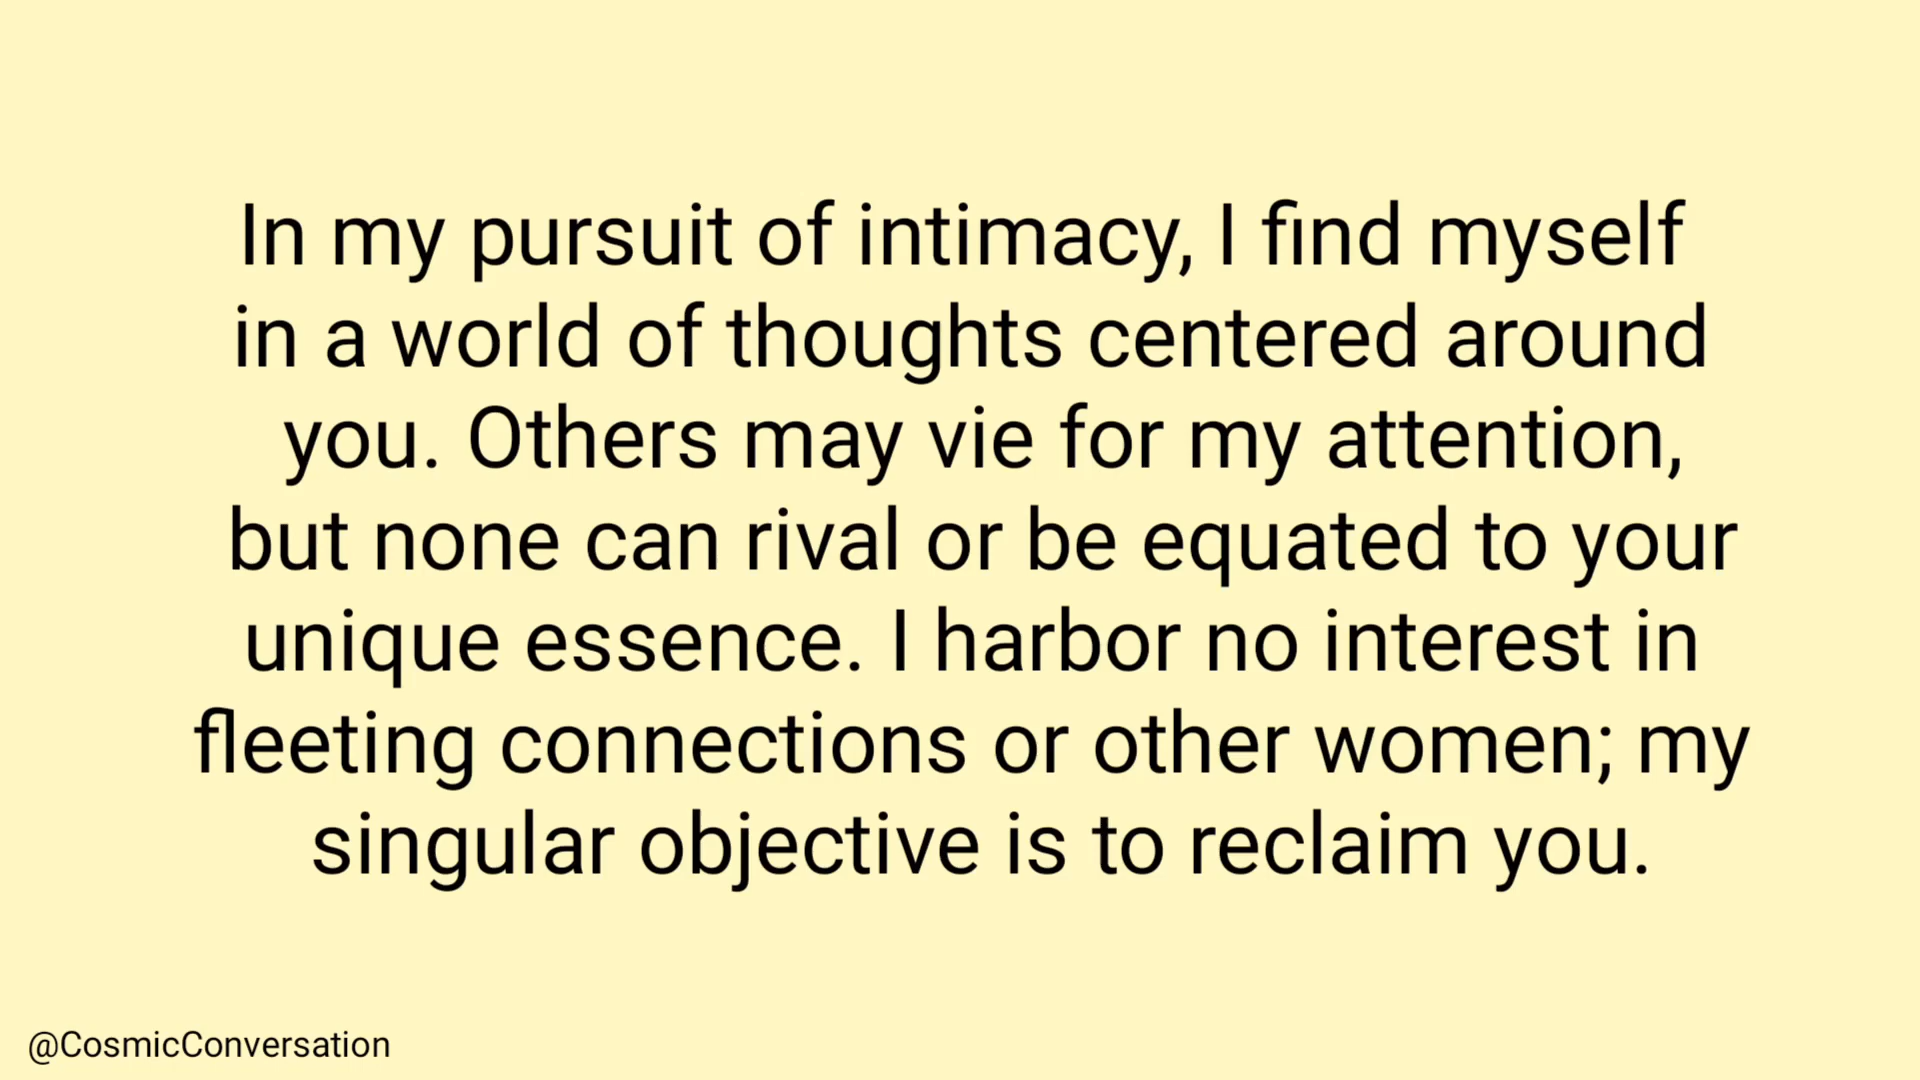 In my pursuit of intimacy, I find myself
in a world of thoughts centered around
you. Others may vie for my attention,
but none can rival or be equated to your
unique essence. I harbor no interest in
fleeting connections or other women; my
singular objective is to reclaim you.
@CosmicConversation